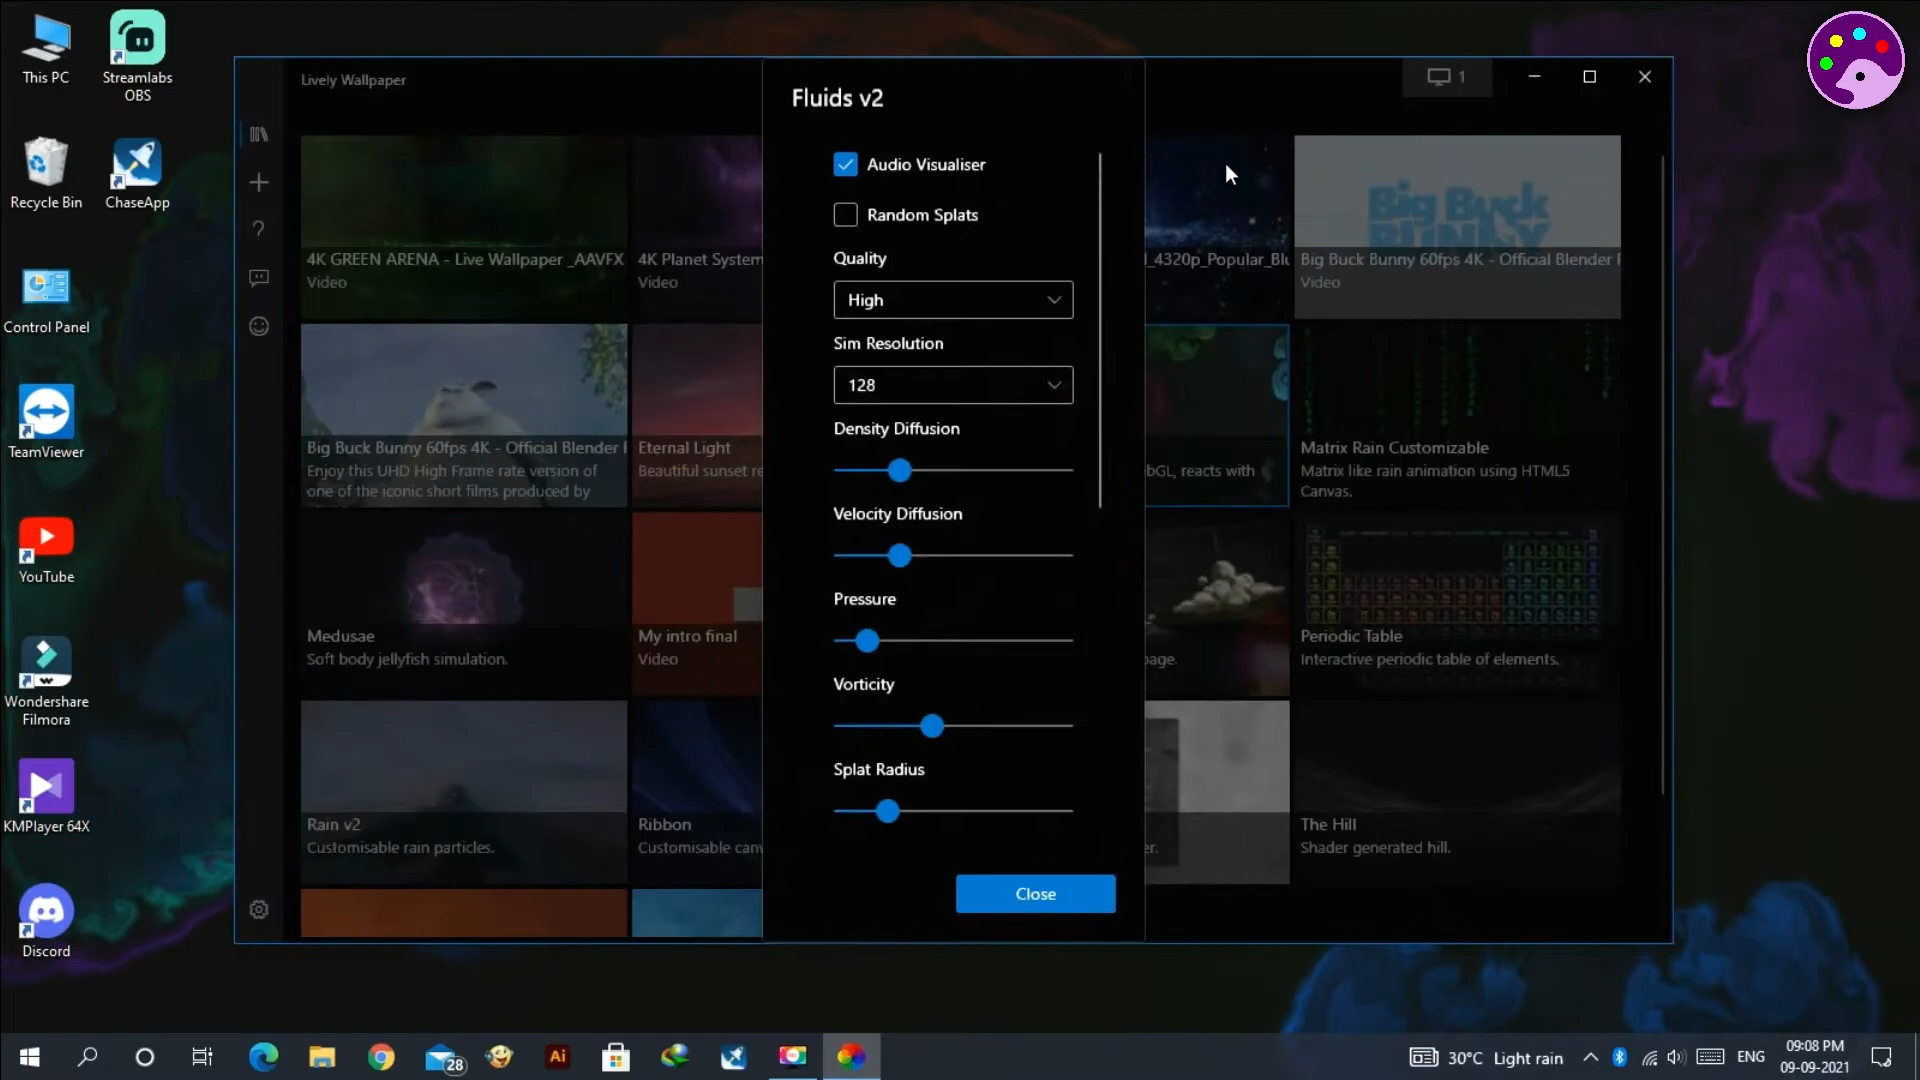 This PC
Streamlabs
OBS
Recycle Bin
ChaseApp
Control Panel
TeamViewer
YouTube
Wondershare
Filmora
KMPlayer 64X
Discord
Lively Wallpaper
1
4K GREEN ARENA - Live Wallpaper _AAVFX
Video
4K Planet System
Video
l_4320p_Popular_Blu
Big Buck
BUNNY
Big Buck Bunny 60fps 4K - Official Blender F
Video
Big Buck Bunny 60fps 4K - Official Blender F
Enjoy this UHD High Frame rate version of
one of the iconic short films produced by
Eternal Light
Beautiful sunset re
bGL, reacts with
Matrix Rain Customizable
Matrix like rain animation using HTML5
Canvas.
Medusae
Soft body jellyfish simulation.
My intro final
Video
page.
Periodic Table
Interactive periodic table of elements.
Rain v2
Customisable rain particles.
Ribbon
Customisable canv
er.
The Hill
Shader generated hill.
Fluids v2
Audio Visualiser
Random Splats
Quality
High
Sim Resolution
128
Density Diffusion
Velocity Diffusion
Pressure
Vorticity
Splat Radius
Close
28
Ai
30°C Light rain
ENG
09:08 PM
09-09-2021